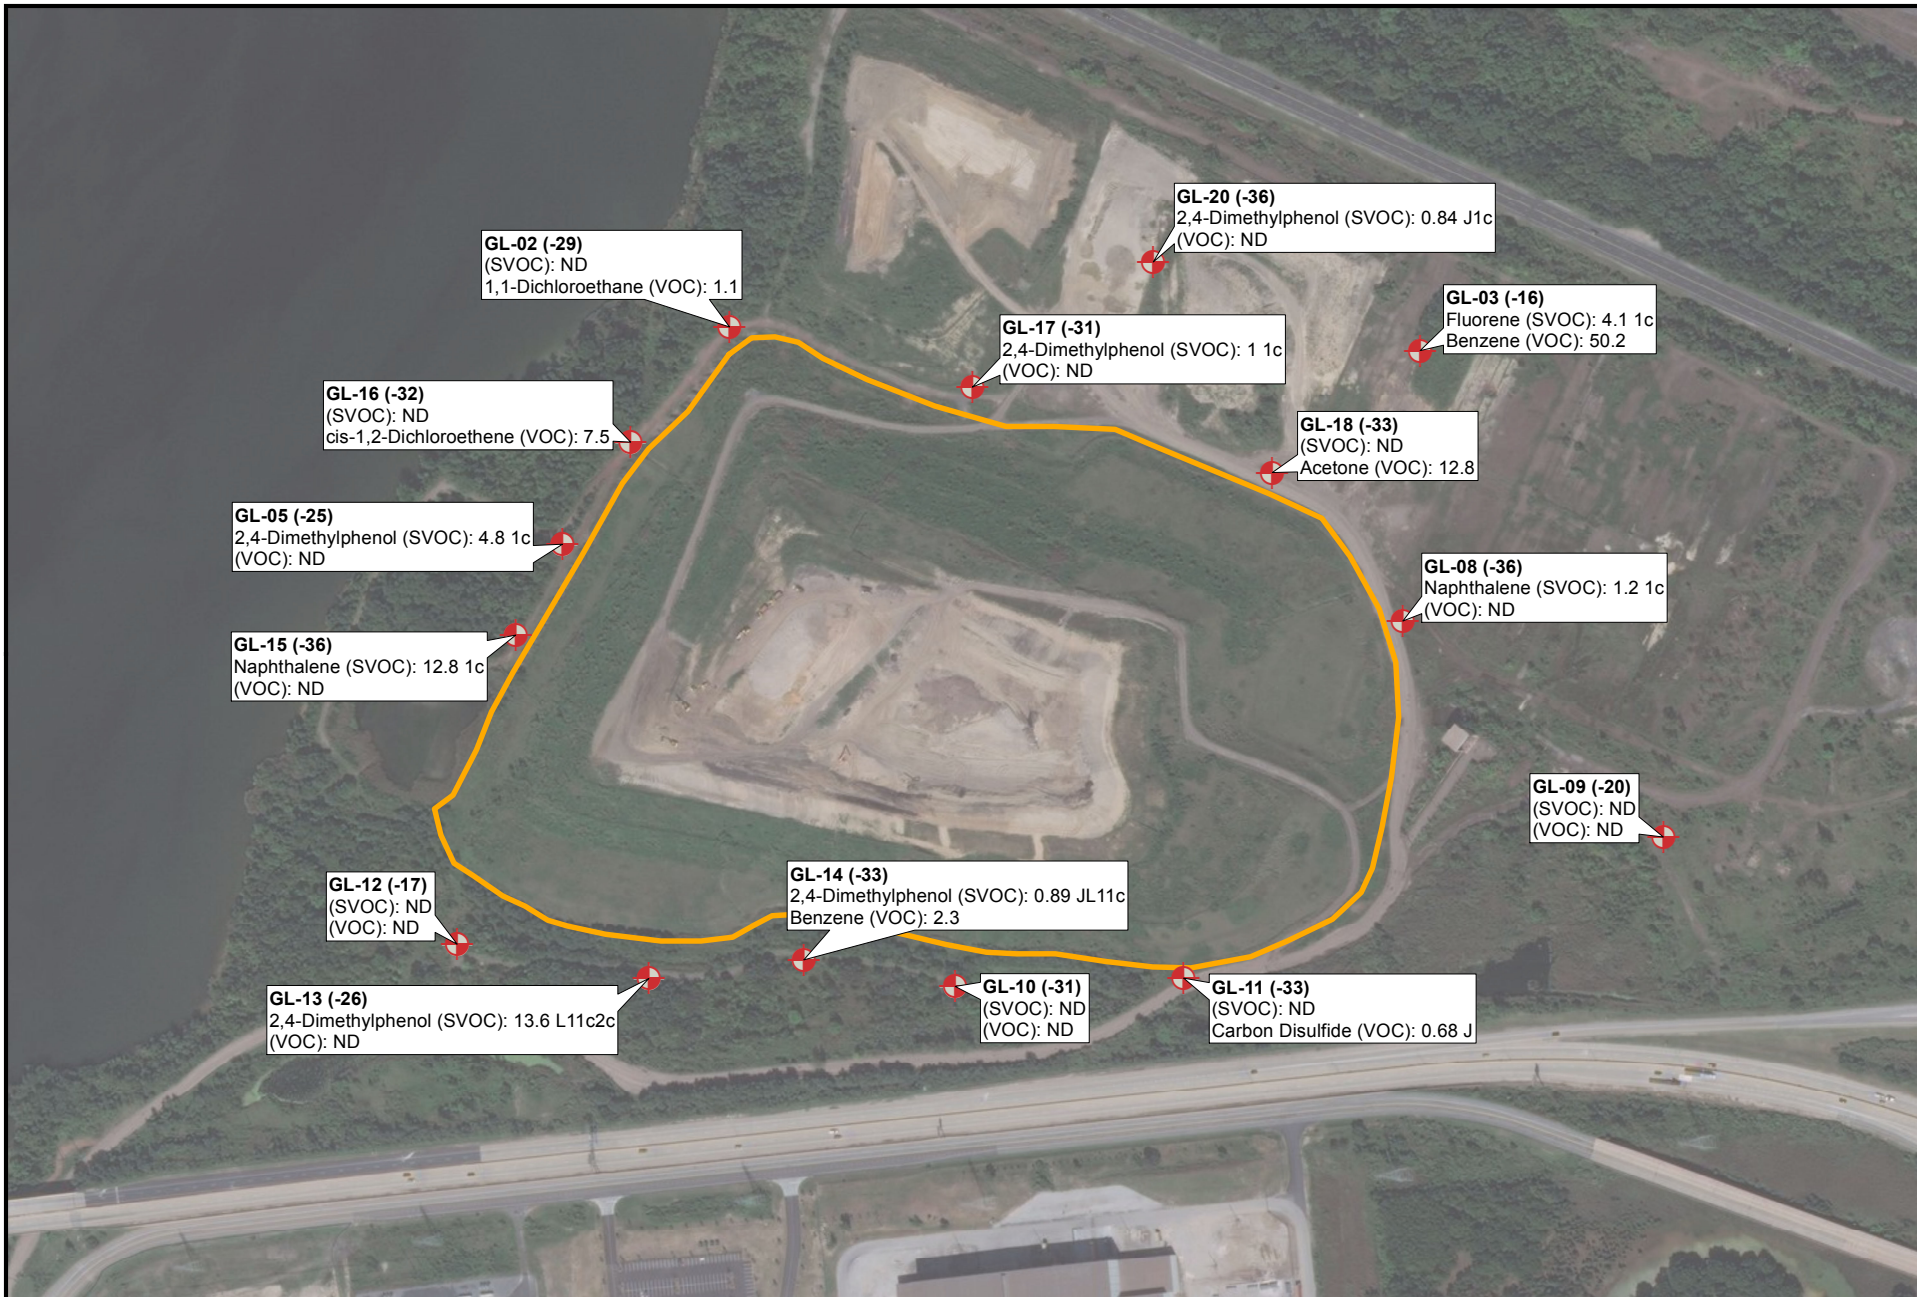 GL-20 (-36)
2,4-Dimethylphenol (SVOC): 0.84 J1c
(VOC): ND
GL-02 (-29)
(SVOC): ND
1,1-Dichloroethane (VOC): 1.1
GL-03 (-16)
Fluorene (SVOC): 4.1 1c
Benzene (VOC): 50.2
GL-17 (-31)
2,4-Dimethylphenol (SVOC): 1 1c
(VOC): ND
GL-16 (-32)
(SVOC): ND
cis-1,2-Dichloroethene (VOC): 7.5
GL-18 (-33)
(SVOC): ND
Acetone (VOC): 12.8
GL-05 (-25)
2,4-Dimethylphenol (SVOC): 4.8 1c
(VOC): ND
GL-08 (-36)
Naphthalene (SVOC): 1.2 1c
(VOC): ND
GL-15 (-36)
Naphthalene (SVOC): 12.8 1c
(VOC): ND
GL-09 (-20)
(SVOC): ND
(VOC): ND
GL-14 (-33)
2,4-Dimethylphenol (SVOC): 0.89 JL11c
Benzene (VOC): 2.3
GL-12 (-17)
(SVOC): ND
(VOC): ND
GL-13 (-26)
2,4-Dimethylphenol (SVOC): 13.6 L11c2c
(VOC): ND
GL-10 (-31)
(SVOC): ND
(VOC): ND
GL-11 (-33)
(SVOC): ND
Carbon Disulfide (VOC): 0.68 J